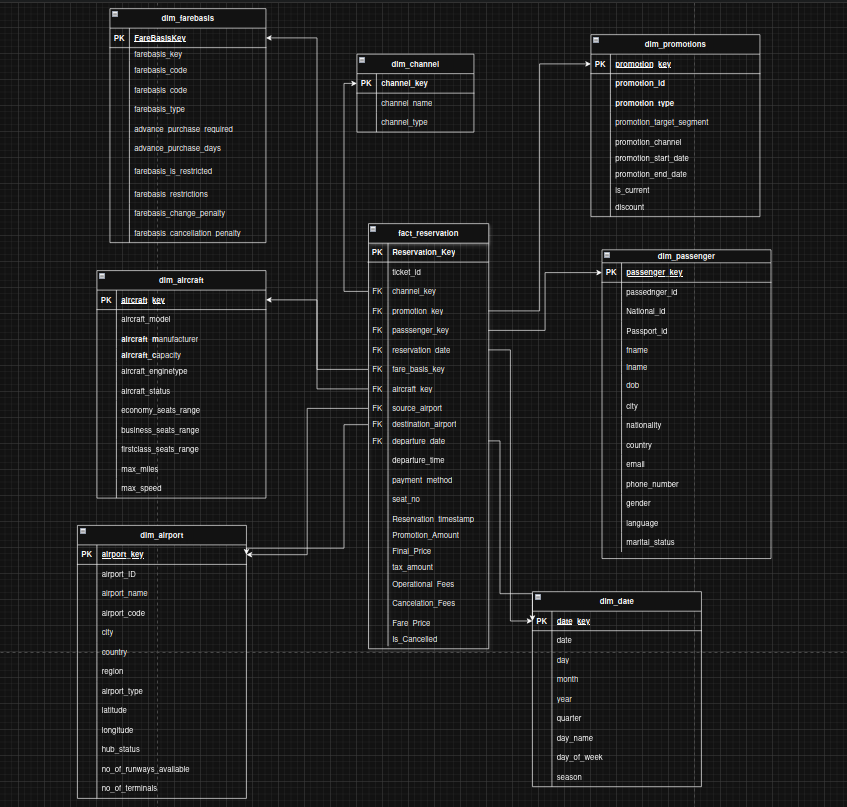 dim_farebasis
PK FareBasisKey
farebasis_key
farebasis_code
farebasis_code
farebasis_type
advance_purchase_required
advance_purchase_days
farebasis_is_restricted
farebasis_restrictions
farebasis_change_penalty
farebasis_cancellation_penalty
dim_channel
PK channel_key
channel_name
channel_type
dim_promotions
PK promotion_key
promotion_id
promotion_type
promotion_target_segment
promotion_channel
promotion_start_date
promotion_end_date
is_current
discount
fact_reservation
PK Reservation_Key
ticket_id
FK channel_key
FK promotion_key
FK passsenger_key
FK reservation_date
FK fare_basis_key
FK aircraft_key
FK source_airport
FK destination_airport
FK departure_date
departure_time
payment_method
seat_no
Reservation_timestamp
Promotion_Amount
Final_Price
tax_amount
Operational_Fees
Cancelation_Fees
Fare_Price
Is_Cancelled
dim_passenger
PK passenger_key
passednger_id
National_id
Passport_id
fname
lname
dob
city
nationality
country
email
phone_number
gender
language
marital_status
dim_aircraft
PK aircraft_key
aircraft_model
aircraft_manufacturer
aircraft_capacity
aircraft_enginetype
aircraft_status
economy_seats_range
business_seats_range
firstclass_seats_range
max_miles
max_speed
dim_airport
PK airport_key
airport_ID
airport_name
airport_code
city
country
region
airport_type
latitude
longitude
hub_status
no_of_runways_available
no_of_terminals
dim_date
PK date_key
date
day
month
year
quarter
day_name
day_of_week
season